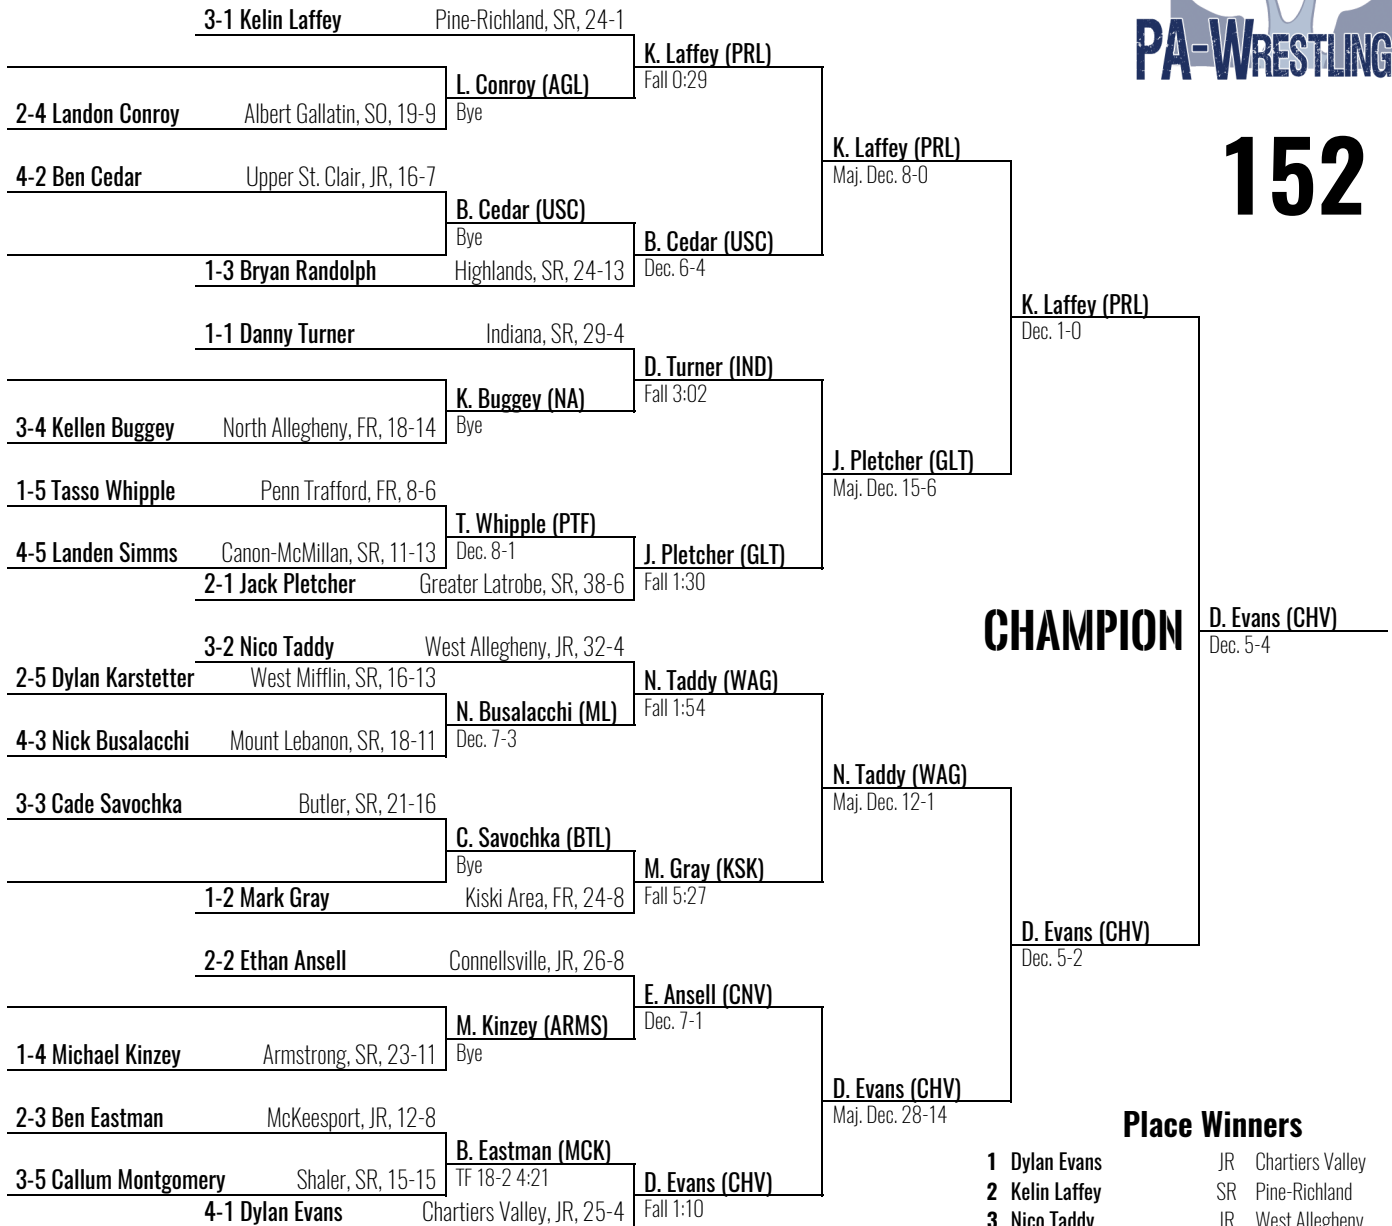 3-1 Kelin Laffey Pine-Richland, SR, 24-1
PA-WRESTLING
K. Laffey (PRL)
Fall 0:29
L. Conroy (AGL)
Bye
2-4 Landon Conroy Albert Gallatin, SO, 19-9
152
K. Laffey (PRL)
Maj. Dec. 8-0
4-2 Ben Cedar Upper St. Clair, JR, 16-7
B. Cedar (USC)
Bye
B. Cedar (USC)
Dec. 6-4
1-3 Bryan Randolph Highlands, SR, 24-13
K. Laffey (PRL)
Dec. 1-0
1-1 Danny Turner Indiana, SR, 29-4
D. Turner (IND)
Fall 3:02
K. Buggey (NA)
Bye
3-4 Kellen Buggey North Allegheny, FR, 18-14
J. Pletcher (GLT)
Maj. Dec. 15-6
1-5 Tasso Whipple Penn Trafford, FR, 8-6
T. Whipple (PTF)
Dec. 8-1
4-5 Landen Simms Canon-McMillan, SR, 11-13
J. Pletcher (GLT)
Fall 1:30
2-1 Jack Pletcher Greater Latrobe, SR, 38-6
CHAMPION
D. Evans (CHV)
Dec. 5-4
3-2 Nico Taddy West Allegheny, JR, 32-4
2-5 Dylan Karstetter West Mifflin, SR, 16-13
N. Taddy (WAG)
Fall 1:54
N. Busalacchi (ML)
Dec. 7-3
4-3 Nick Busalacchi Mount Lebanon, SR, 18-11
N. Taddy (WAG)
Maj. Dec. 12-1
3-3 Cade Savochka Butler, SR, 21-16
C. Savochka (BTL)
Bye
M. Gray (KSK)
Fall 5:27
1-2 Mark Gray Kiski Area, FR, 24-8
D. Evans (CHV)
Dec. 5-2
2-2 Ethan Ansell Connellsville, JR, 26-8
E. Ansell (CNV)
Dec. 7-1
M. Kinzey (ARMS)
Bye
1-4 Michael Kinzey Armstrong, SR, 23-11
D. Evans (CHV)
Maj. Dec. 28-14
2-3 Ben Eastman McKeesport, JR, 12-8
B. Eastman (MCK)
TF 18-2 4:21
3-5 Callum Montgomery Shaler, SR, 15-15
D. Evans (CHV)
Fall 1:10
4-1 Dylan Evans Chartiers Valley, JR, 25-4
Place Winners
1 Dylan Evans JR Chartiers Valley
2 Kelin Laffey SR Pine-Richland
3 Nico Taddy JR West Allegheny